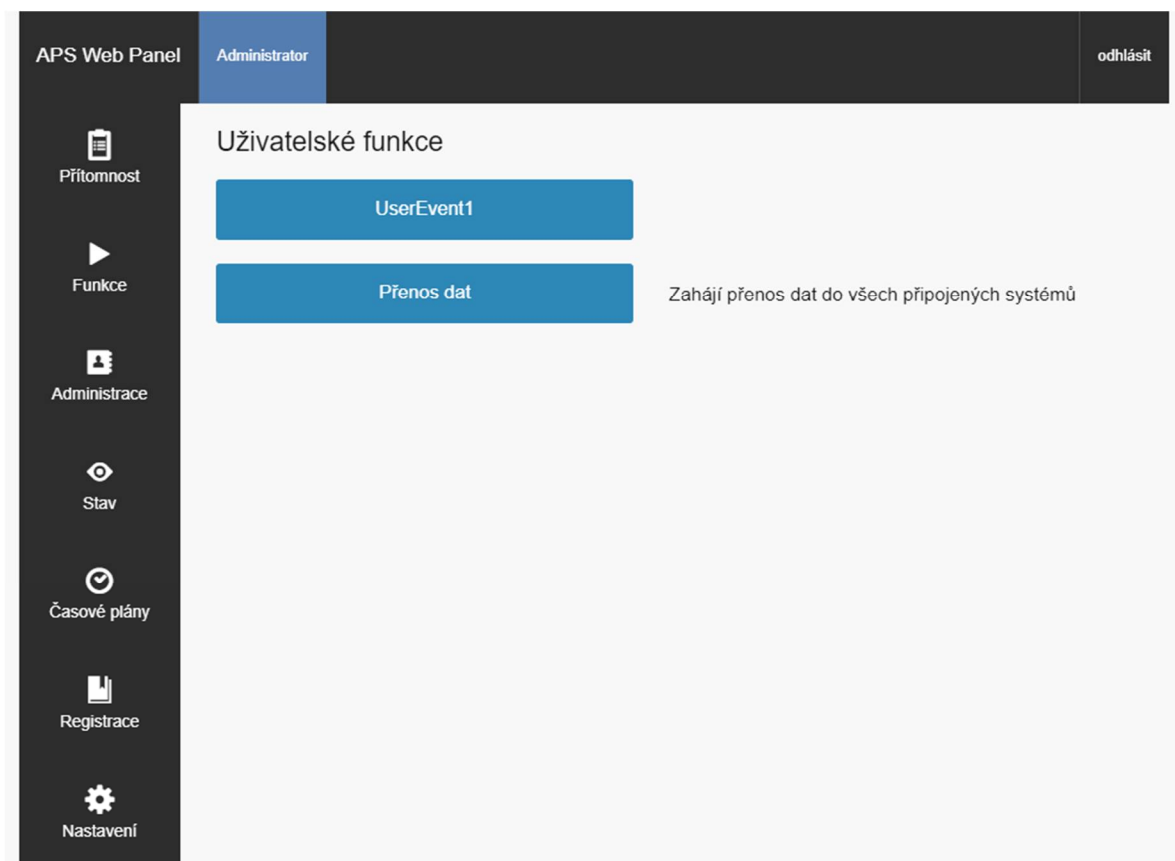 APS Web Panel
Administrator
odhlásit
Přítomnost
Funkce
Administrace
Stav
Časové plány
Registrace
Nastavení
Uživatelské funkce
UserEvent1
Přenos dat
Zahájí přenos dat do všech připojených systémů